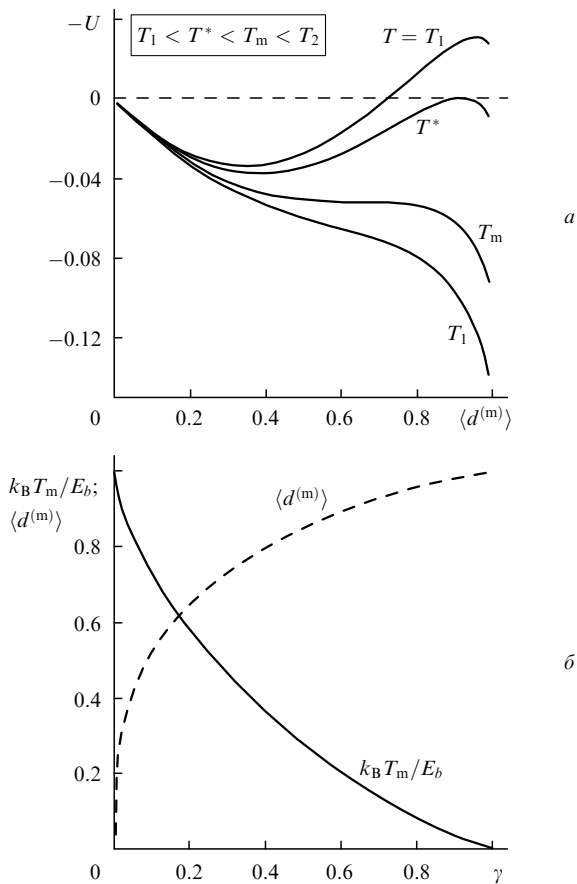 −U
T₁ < T* < Tₘ < T₂
T = T₁
0
T*
−0.04
а
Tₘ
−0.08
T₁
−0.12
0
0.2
0.4
0.6
0.8
⟨d⁽ᵐ⁾⟩
k_B Tₘ/E_b;
⟨d⁽ᵐ⁾⟩
⟨d⁽ᵐ⁾⟩
0.8
0.6
б
0.4
k_B Tₘ/E_b
0.2
0
0.2
0.4
0.6
0.8
γ